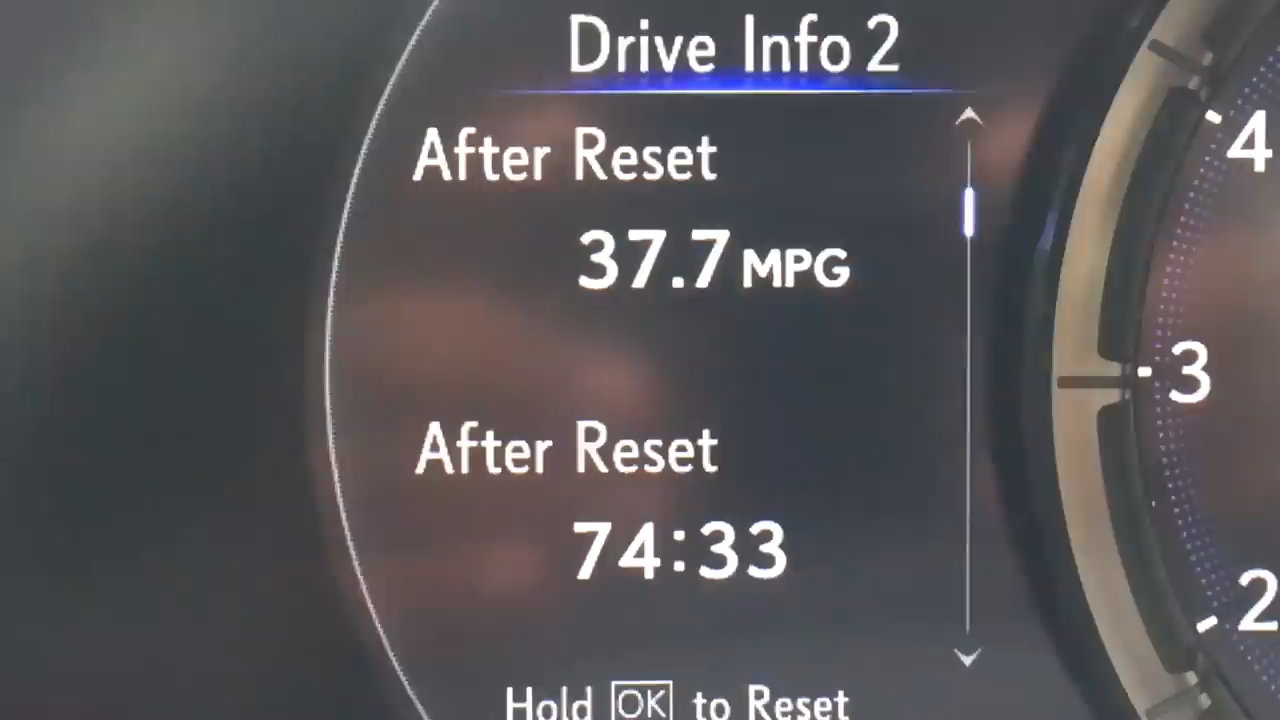 Drive Info 2
After Reset
37.7 MPG
After Reset
74:33
Hold OK to Reset
4
3
2